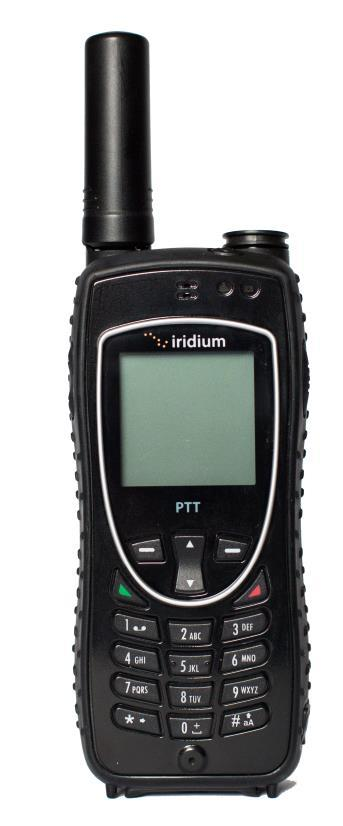 iridium
PTT
1
2 ABC
3 DEF
4 GHI
5 JKL
6 MNO
7 PQRS
8 TUV
9 WXYZ
*
0 +
# aA